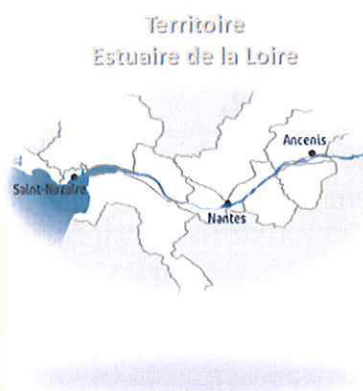 Territoire
Estuaire de la Loire
Ancenis
Saint-Nazaire
Nantes